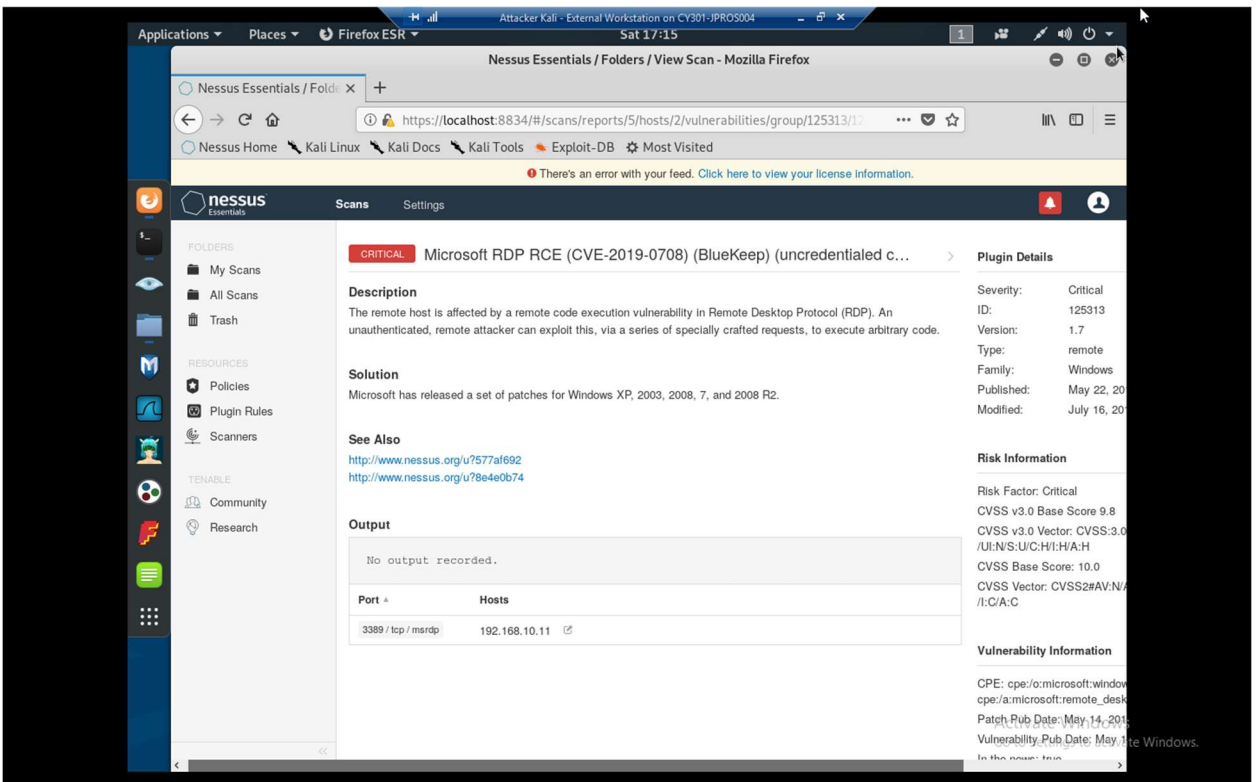 Attacker Kali - External Workstation on CY301-JPROS004
Applications Places Firefox ESR Sat 17:15 1
Nessus Essentials / Folders / View Scan - Mozilla Firefox
Nessus Essentials / Folde
https://localhost:8834/#/scans/reports/5/hosts/2/vulnerabilities/group/125313/12
Nessus Home Kali Linux Kali Docs Kali Tools Exploit-DB Most Visited
There's an error with your feed. Click here to view your license information.
nessus
Essentials
Scans Settings
FOLDERS
My Scans
All Scans
Trash
RESOURCES
Policies
Plugin Rules
Scanners
TENABLE
Community
Research
CRITICAL Microsoft RDP RCE (CVE-2019-0708) (BlueKeep) (uncredentialed c...
Description
The remote host is affected by a remote code execution vulnerability in Remote Desktop Protocol (RDP). An
unauthenticated, remote attacker can exploit this, via a series of specially crafted requests, to execute arbitrary code.
Solution
Microsoft has released a set of patches for Windows XP, 2003, 2008, 7, and 2008 R2.
See Also
http://www.nessus.org/u?577af692
http://www.nessus.org/u?8e4e0b74
Output
No output recorded.
Port Hosts
3389 / tcp / msrdp 192.168.10.11
Plugin Details
Severity: Critical
ID: 125313
Version: 1.7
Type: remote
Family: Windows
Published: May 22, 20
Modified: July 16, 20
Risk Information
Risk Factor: Critical
CVSS v3.0 Base Score 9.8
CVSS v3.0 Vector: CVSS:3.0
/UI:N/S:U/C:H/I:H/A:H
CVSS Base Score: 10.0
CVSS Vector: CVSS2#AV:N/A
/I:C/A:C
Vulnerability Information
CPE: cpe:/o:microsoft:window
cpe:/a:microsoft:remote_desk
Patch Pub Date: May 14, 201
Vulnerability Pub Date: May 1
In the news: true
Activate Windows
Go to Settings to activate Windows.